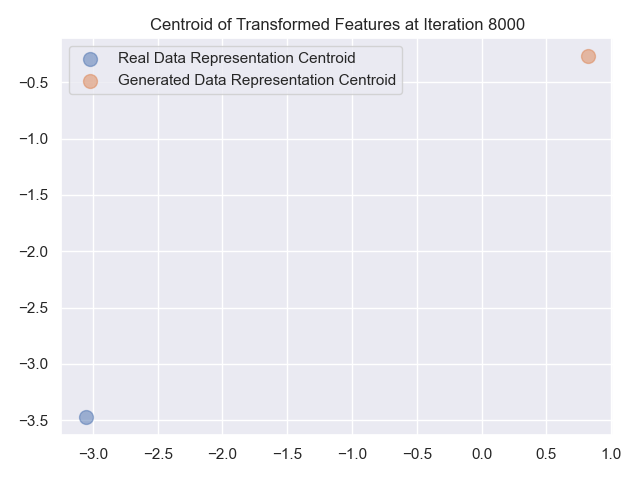 Centroid of Transformed Features at Iteration 8000
Real Data Representation Centroid
Generated Data Representation Centroid
−0.5
−1.0
−1.5
−2.0
−2.5
−3.0
−3.5
−3.0 −2.5 −2.0 −1.5 −1.0 −0.5 0.0 0.5 1.0